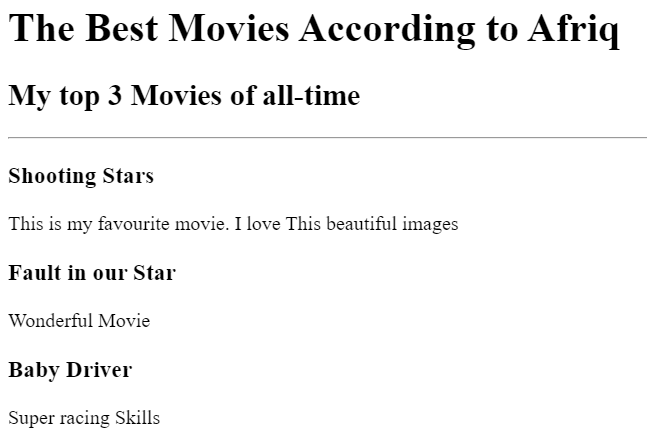 The Best Movies According to Afriq
My top 3 Movies of all-time
Shooting Stars
This is my favourite movie. I love This beautiful images
Fault in our Star
Wonderful Movie
Baby Driver
Super racing Skills